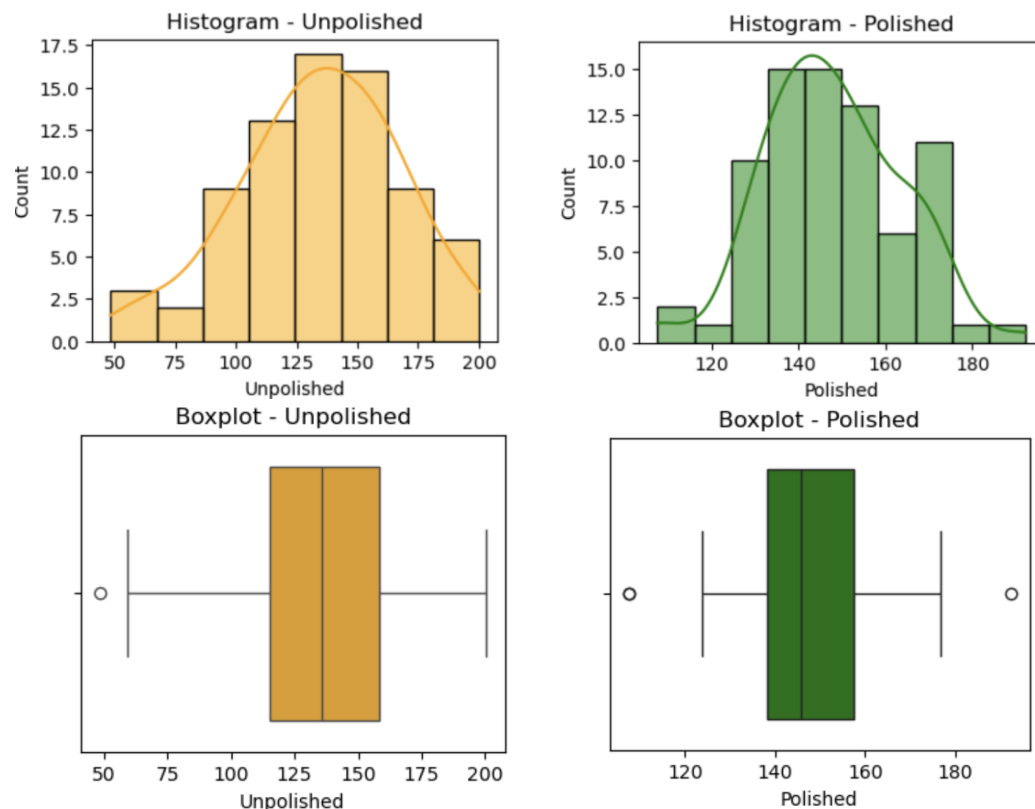 Histogram - Unpolished
17.5
15.0
12.5
10.0
7.5
5.0
2.5
0.0
Count
50 75 100 125 150 175 200
Unpolished
Histogram - Polished
15.0
12.5
10.0
7.5
5.0
2.5
0.0
Count
120 140 160 180
Polished
Boxplot - Unpolished
50 75 100 125 150 175 200
Unpolished
Boxplot - Polished
120 140 160 180
Polished